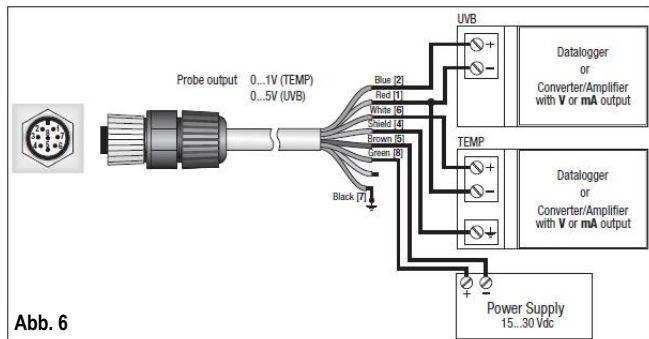 UVB
+
−
Datalogger
or
Converter/Amplifier
with V or mA output
Probe output 0...1V (TEMP)
0...5V (UVB)
Blue [2]
Red [1]
White [6]
Shield [4]
Brown [5]
Green [8]
Black [7]
TEMP
+
−
Datalogger
or
Converter/Amplifier
with V or mA output
+ −
Power Supply
15...30 Vdc
Abb. 6